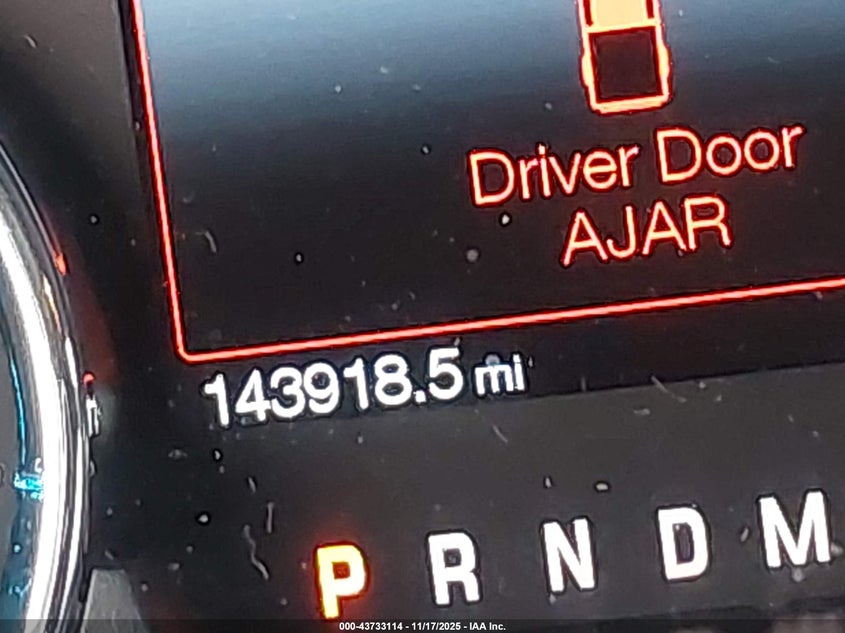 Driver Door
AJAR
143918.5 mi
P R N D M
000-43733114 - 11/17/2025 - IAA Inc.